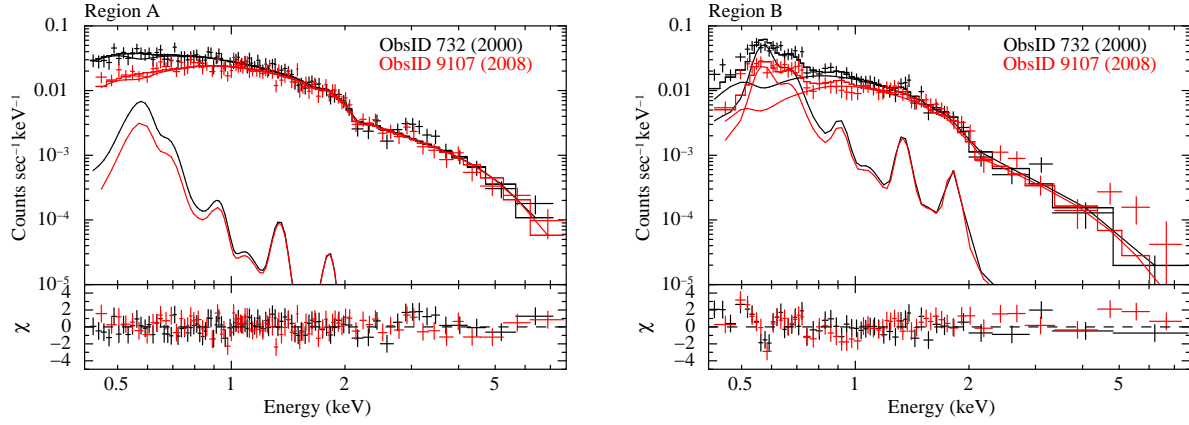 Region A
ObsID 732 (2000)
ObsID 9107 (2008)
Counts sec⁻¹ keV⁻¹
0.1
0.01
10⁻³
10⁻⁴
10⁻⁵
χ
4
2
0
−2
−4
0.5
1
2
5
Energy (keV)
Region B
ObsID 732 (2000)
ObsID 9107 (2008)
Counts sec⁻¹ keV⁻¹
0.1
0.01
10⁻³
10⁻⁴
10⁻⁵
χ
4
2
0
−2
−4
0.5
1
2
5
Energy (keV)